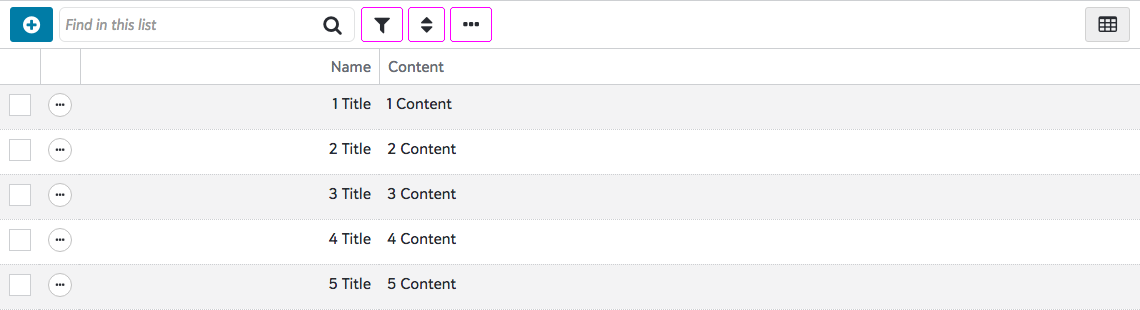 Find in this list
Name Content
1 Title 1 Content
2 Title 2 Content
3 Title 3 Content
4 Title 4 Content
5 Title 5 Content